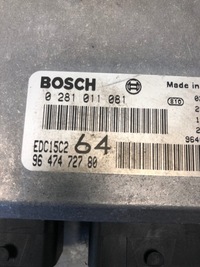 BOSCH
Made in
0 281 011 081
EDC15C2 64
96 474 727 80